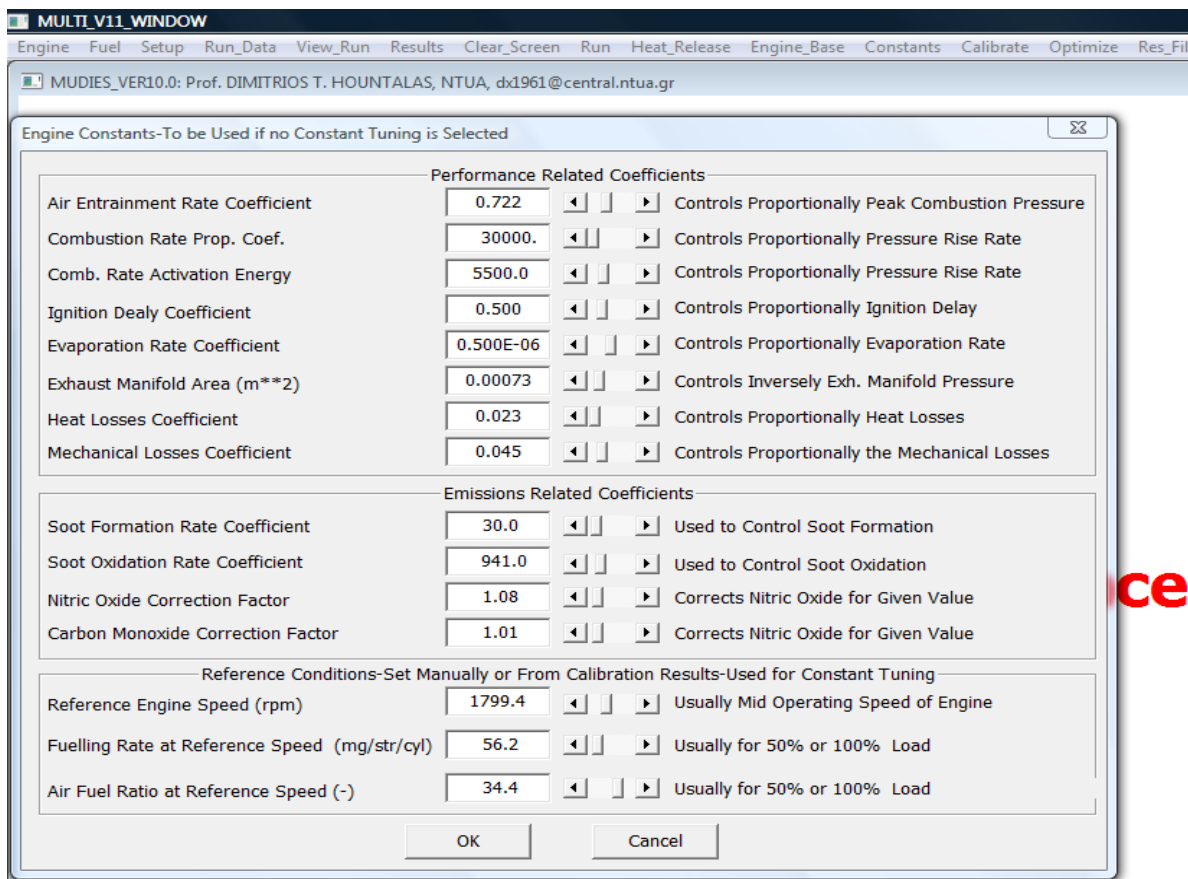 MULTI_V11_WINDOW
Engine Fuel Setup Run_Data View_Run Results Clear_Screen Run Heat_Release Engine_Base Constants Calibrate Optimize Res_Fil
MUDIES_VER10.0: Prof. DIMITRIOS T. HOUNTALAS, NTUA, dx1961@central.ntua.gr
Engine Constants-To be Used if no Constant Tuning is Selected
Performance Related Coefficients
Air Entrainment Rate Coefficient 0.722 Controls Proportionally Peak Combustion Pressure
Combustion Rate Prop. Coef. 30000. Controls Proportionally Pressure Rise Rate
Comb. Rate Activation Energy 5500.0 Controls Proportionally Pressure Rise Rate
Ignition Dealy Coefficient 0.500 Controls Proportionally Ignition Delay
Evaporation Rate Coefficient 0.500E-06 Controls Proportionally Evaporation Rate
Exhaust Manifold Area (m**2) 0.00073 Controls Inversely Exh. Manifold Pressure
Heat Losses Coefficient 0.023 Controls Proportionally Heat Losses
Mechanical Losses Coefficient 0.045 Controls Proportionally the Mechanical Losses
Emissions Related Coefficients
Soot Formation Rate Coefficient 30.0 Used to Control Soot Formation
Soot Oxidation Rate Coefficient 941.0 Used to Control Soot Oxidation
Nitric Oxide Correction Factor 1.08 Corrects Nitric Oxide for Given Value
ce
Carbon Monoxide Correction Factor 1.01 Corrects Nitric Oxide for Given Value
Reference Conditions-Set Manually or From Calibration Results-Used for Constant Tuning
Reference Engine Speed (rpm) 1799.4 Usually Mid Operating Speed of Engine
Fuelling Rate at Reference Speed (mg/str/cyl) 56.2 Usually for 50% or 100% Load
Air Fuel Ratio at Reference Speed (-) 34.4 Usually for 50% or 100% Load
OK Cancel